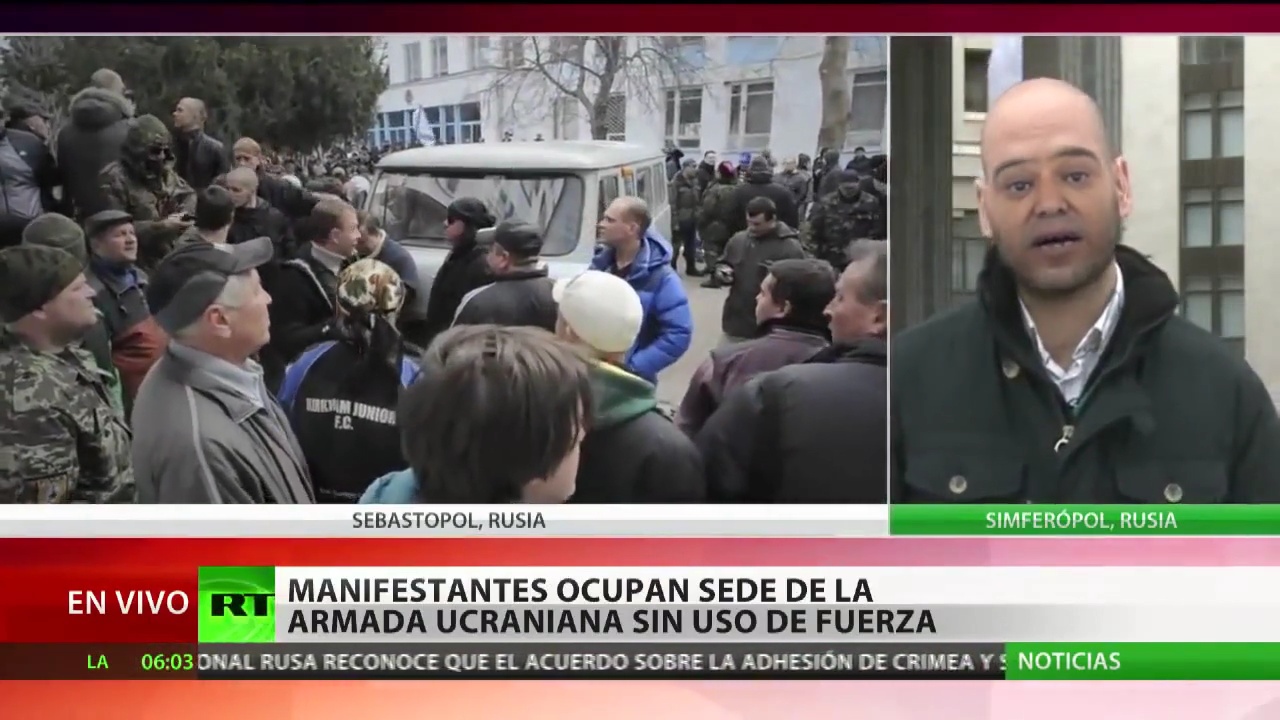 JUNIOR
F.C.
SEBASTOPOL, RUSIA
SIMFERÓPOL, RUSIA
EN VIVO
RT
MANIFESTANTES OCUPAN SEDE DE LA
ARMADA UCRANIANA SIN USO DE FUERZA
LA 06:03
ONAL RUSA RECONOCE QUE EL ACUERDO SOBRE LA ADHESIÓN DE CRIMEA Y S
NOTICIAS